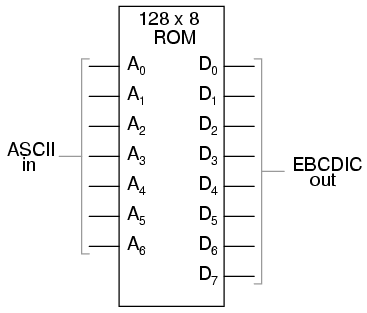 128 x 8
ROM
A0 D0
A1 D1
A2 D2
A3 D3
A4 D4
A5 D5
A6 D6
D7
ASCII
in
EBCDIC
out